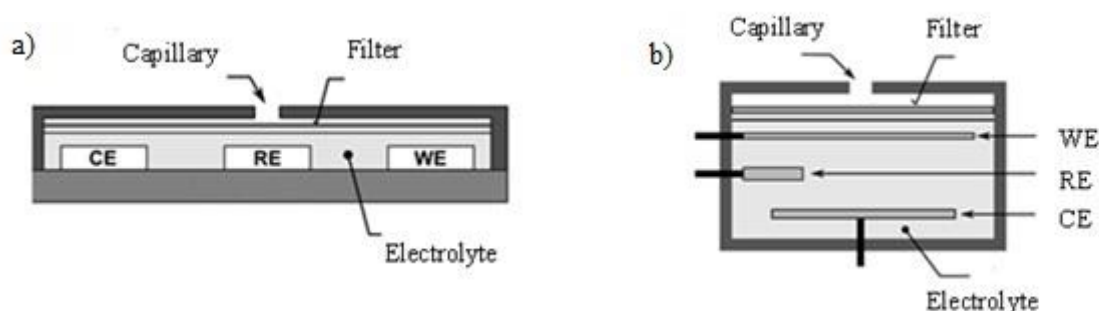 a)
Capillary
Filter
CE
RE
WE
Electrolyte
b)
Capillary
Filter
WE
RE
CE
Electrolyte